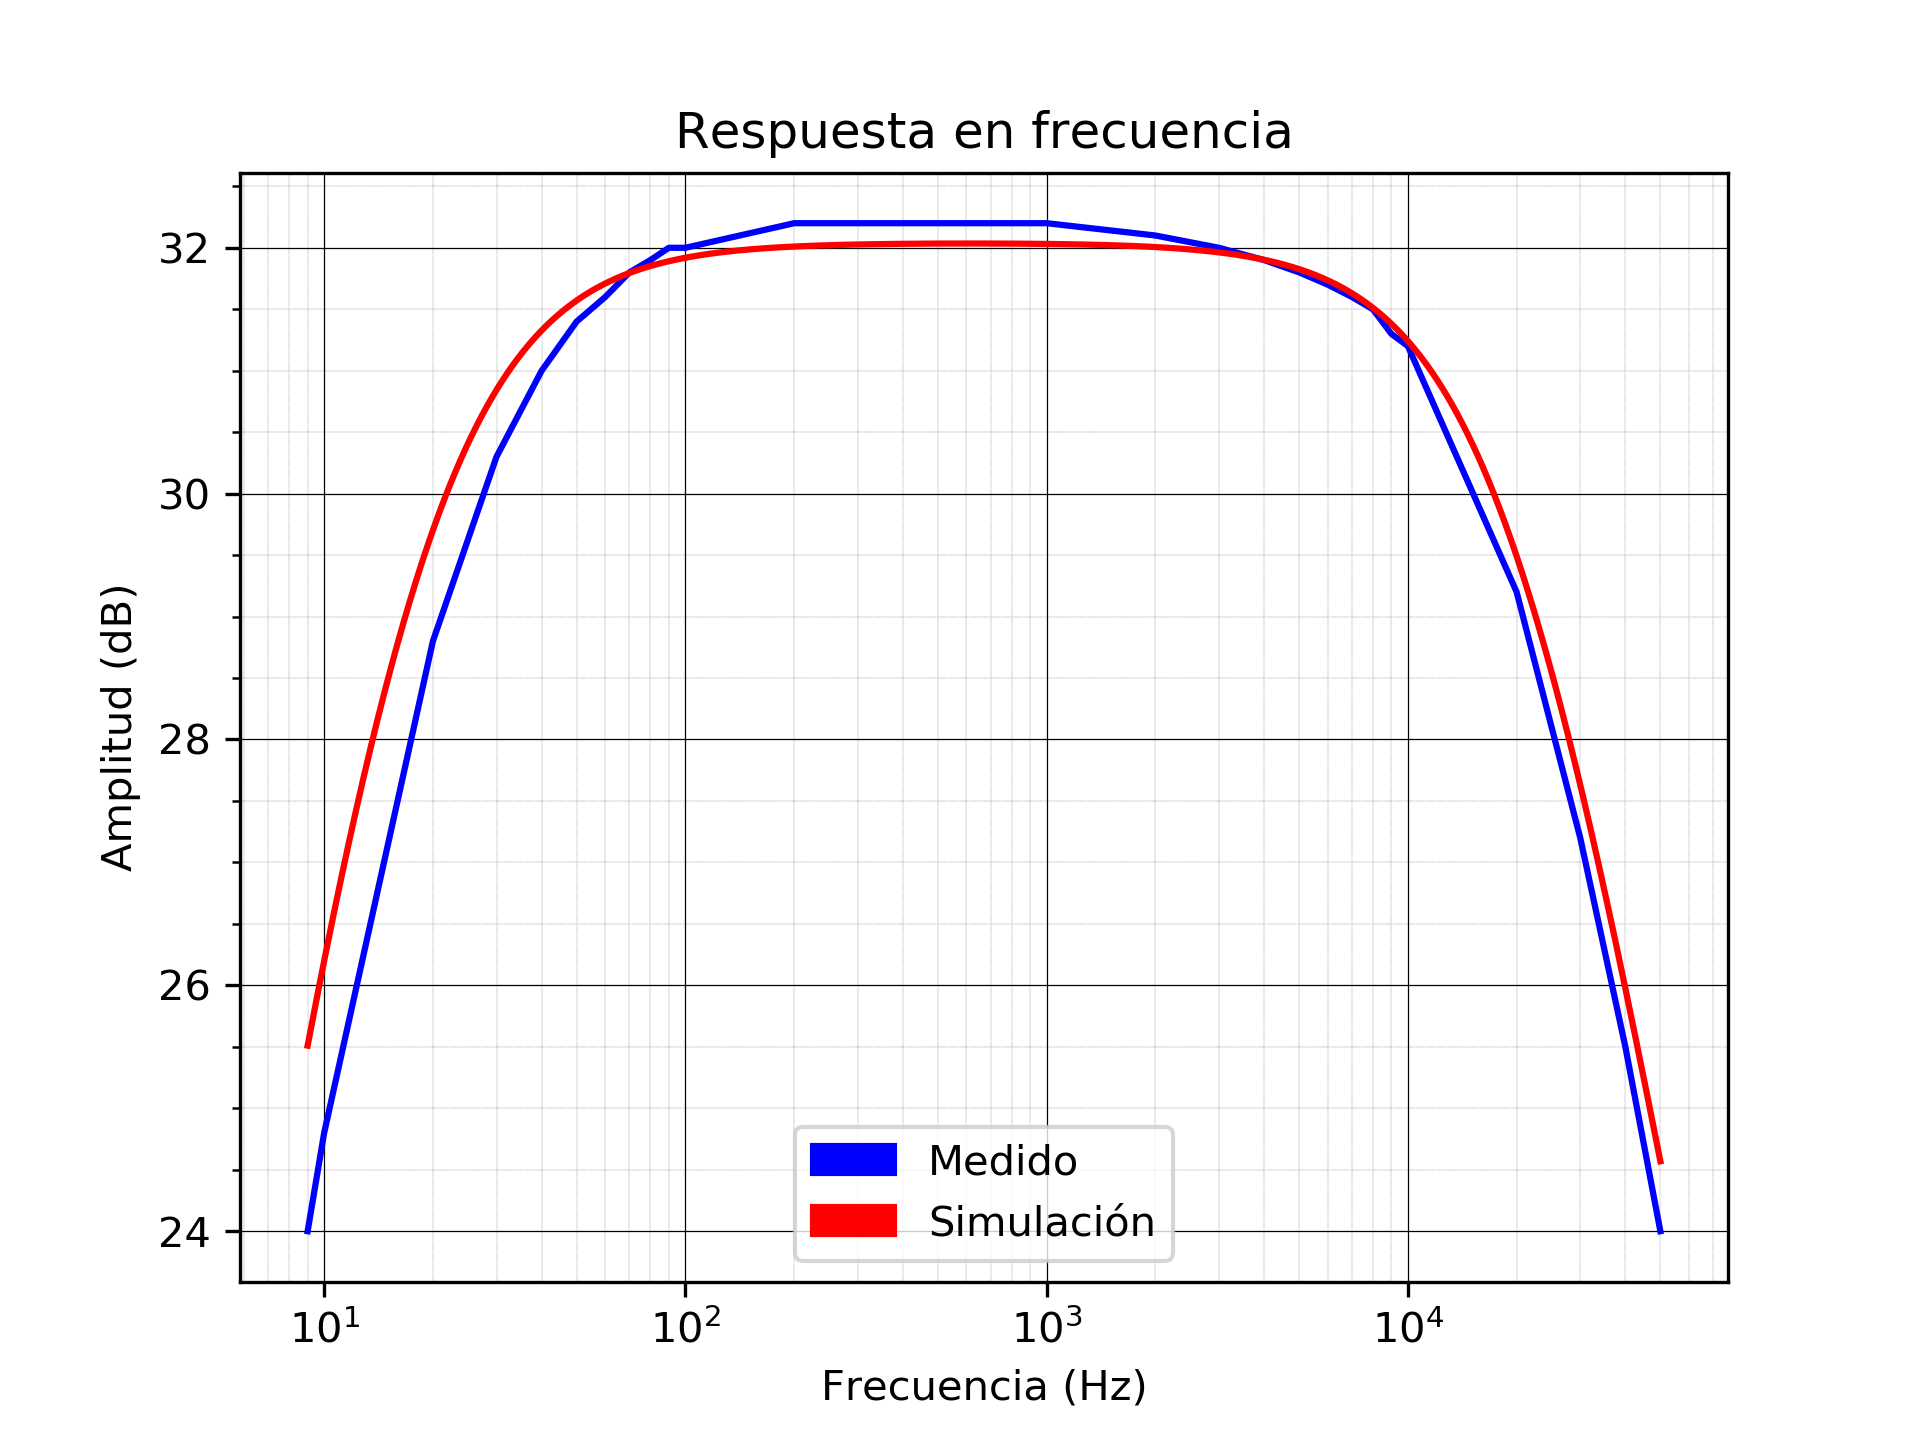 Respuesta en frecuencia
Amplitud (dB)
32
30
28
26
24
Medido
Simulación
10¹ 10² 10³ 10⁴
Frecuencia (Hz)